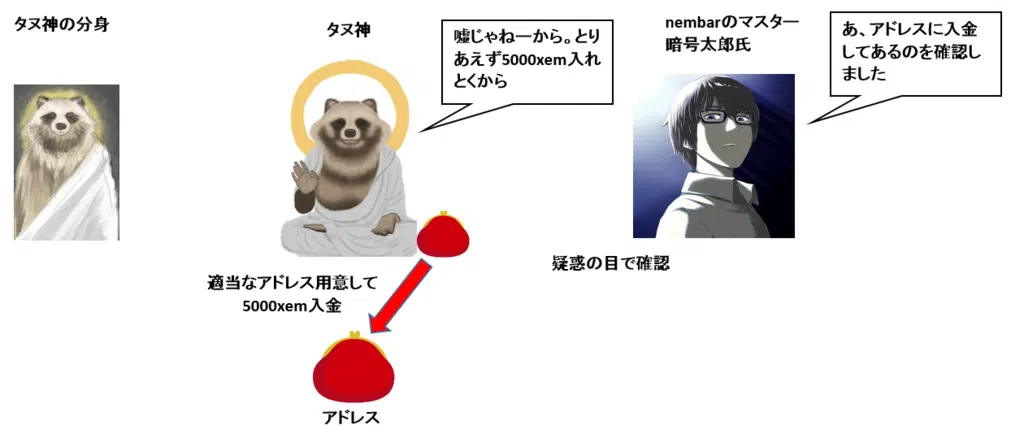 タヌ神の分身
タヌ神
嘘じゃねーから。とり
あえず5000xem入れ
とくから
nembarのマスター
暗号太郎氏
あ、アドレスに入金
してあるのを確認し
ました
疑惑の目で確認
適当なアドレス用意して
5000xem入金
アドレス